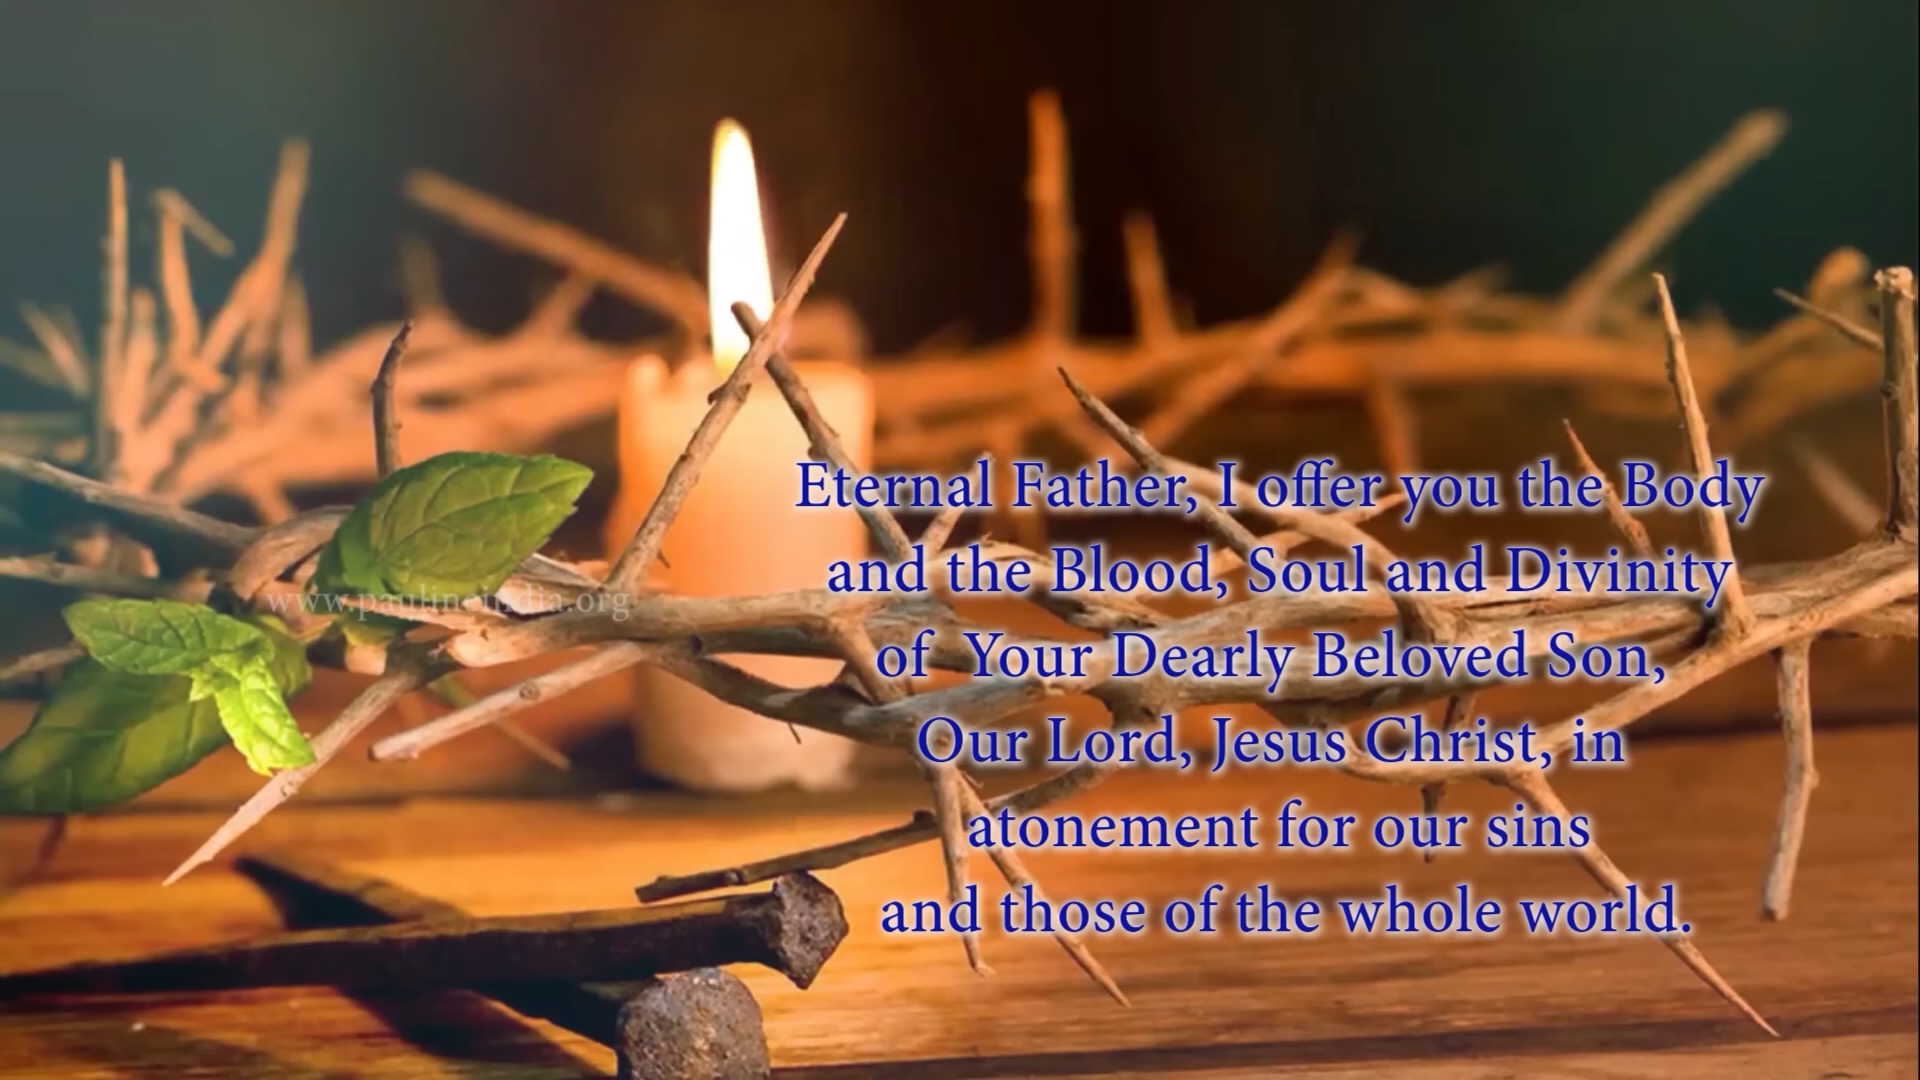 Eternal Father, I offer you the Body
and the Blood, Soul and Divinity
of Your Dearly Beloved Son,
Our Lord, Jesus Christ, in
atonement for our sins
and those of the whole world.
www.paulineindia.org